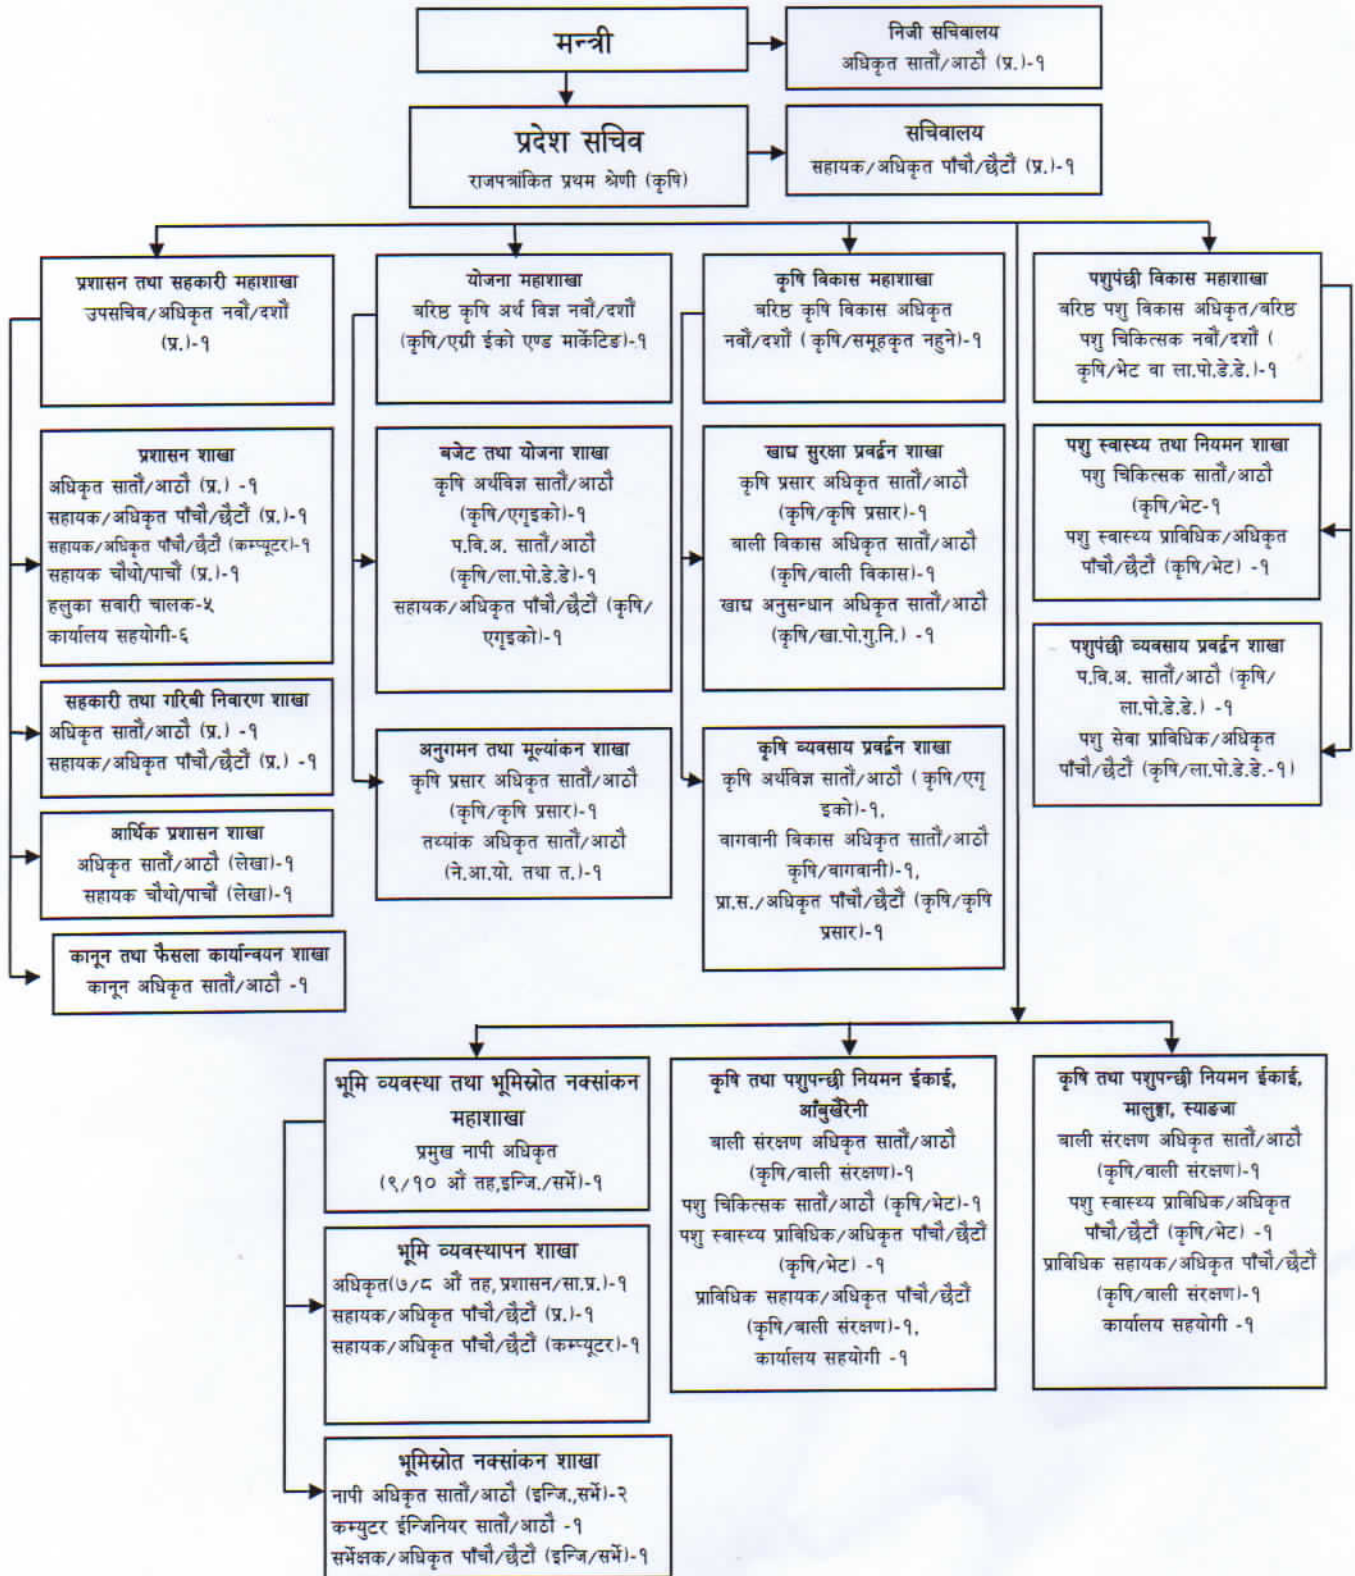 मन्त्री
निजी सचिवालय
अधिकृत सातौं/आठौ (प्र.)-१
प्रदेश सचिव
राजपत्रांकित प्रथम श्रेणी (कृषि)
सचिवालय
सहायक/अधिकृत पाँचौ/छैटौं (प्र.)-१
प्रशासन तथा सहकारी महाशाखा
उपसचिव/अधिकृत नवौं/दशौं
(प्र.)-१
प्रशासन शाखा
अधिकृत सातौं/आठौ (प्र.) -१
सहायक/अधिकृत पाँचौ/छैटौं (प्र.)-१
सहायक/अधिकृत पाँचौ/छैटौं (कम्प्यूटर)-१
सहायक चौथो/पाचौं (प्र.)-१
हलुका सवारी चालक-५
कार्यालय सहयोगी-६
सहकारी तथा गरिबी निवारण शाखा
अधिकृत सातौं/आठौ (प्र.) -१
सहायक/अधिकृत पाँचौ/छैटौं (प्र.) -१
आर्थिक प्रशासन शाखा
अधिकृत सातौं/आठौ (लेखा)-१
सहायक चौथो/पाचौं (लेखा)-१
कानून तथा फैसला कार्यान्वयन शाखा
कानून अधिकृत सातौं/आठौ -१
योजना महाशाखा
बरिष्ठ कृषि अर्थ विज्ञ नवौं/दशौं
(कृषि/एग्री ईको एण्ड मार्केटिङ)-१
बजेट तथा योजना शाखा
कृषि अर्थविज्ञ सातौं/आठौ
(कृषि/एगृइको)-१
प.वि.अ. सातौं/आठौ
(कृषि/ला.पो.डे.डे)-१
सहायक/अधिकृत पाँचौ/छैटौं (कृषि/
एगृइको)-१
अनुगमन तथा मूल्यांकन शाखा
कृषि प्रसार अधिकृत सातौं/आठौ
(कृषि/कृषि प्रसार)-१
तथ्यांक अधिकृत सातौं/आठौ
(ने.आ.यो. तथा त.)-१
कृषि विकास महाशाखा
बरिष्ठ कृषि विकास अधिकृत
नवौं/दशौं (कृषि/समूहकृत नहुने)-१
खाद्य सुरक्षा प्रवर्द्वन शाखा
कृषि प्रसार अधिकृत सातौं/आठौ
(कृषि/कृषि प्रसार)-१
बाली विकास अधिकृत सातौं/आठौ
(कृषि/वाली विकास)-१
खाद्य अनुसन्धान अधिकृत सातौं/आठौ
(कृषि/खा.पो.गु.नि.) -१
कृषि व्यवसाय प्रवर्द्वन शाखा
कृषि अर्थविज्ञ सातौं/आठौ (कृषि/एगृ
इको)-१,
वागवानी विकास अधिकृत सातौं/आठौ
कृषि/वागवानी)-१,
प्रा.स./अधिकृत पाँचौ/छैटौं (कृषि/कृषि
प्रसार)-१
पशुपंछी विकास महाशाखा
बरिष्ठ पशु विकास अधिकृत/बरिष्ठ
पशु चिकित्सक नवौं/दशौं (
कृषि/भेट वा ला.पो.डे.डे.)-१
पशु स्वास्थ्य तथा नियमन शाखा
पशु चिकित्सक सातौं/आठौ
(कृषि/भेट-१
पशु स्वास्थ्य प्राविधिक/अधिकृत
पाँचौ/छैटौं (कृषि/भेट) -१
पशुपंछी व्यवसाय प्रवर्द्वन शाखा
प.वि.अ. सातौं/आठौ (कृषि/
ला.पो.डे.डे.) -१
पशु सेवा प्राविधिक/अधिकृत
पाँचौ/छैटौं (कृषि/ला.पो.डे.डे.-१)
भूमि व्यवस्था तथा भूमिस्रोत नक्सांकन
महाशाखा
प्रमुख नापी अधिकृत
(९/१० औं तह,इन्जि./सर्भे)-१
भूमि व्यवस्थापन शाखा
अधिकृत(७/८ औं तह,प्रशासन/सा.प्र.)-१
सहायक/अधिकृत पाँचौ/छैटौं (प्र.)-१
सहायक/अधिकृत पाँचौ/छैटौं (कम्प्यूटर)-१
भूमिस्रोत नक्सांकन शाखा
नापी अधिकृत सातौं/आठौ (इन्जि.,सर्भे)-२
कम्युटर ईन्जिनियर सातौं/आठौ -१
सर्भेक्षक/अधिकृत पाँचौ/छैटौं (इन्जि/सर्भे)-१
कृषि तथा पशुपन्छी नियमन ईकाई,
आँबुखैरेनी
बाली संरक्षण अधिकृत सातौं/आठौ
(कृषि/बाली संरक्षण)-१
पशु चिकित्सक सातौं/आठौ (कृषि/भेट)-१
पशु स्वास्थ्य प्राविधिक/अधिकृत पाँचौ/छैटौं
(कृषि/भेट) -१
प्राविधिक सहायक/अधिकृत पाँचौ/छैटौं
(कृषि/बाली संरक्षण)-१,
कार्यालय सहयोगी -१
कृषि तथा पशुपन्छी नियमन ईकाई,
मालुङ्गा, स्याङजा
बाली संरक्षण अधिकृत सातौं/आठौ
(कृषि/वाली संरक्षण)-१
पशु स्वास्थ्य प्राविधिक/अधिकृत
पाँचौ/छैटौं (कृषि/भेट) -१
प्राविधिक सहायक/अधिकृत पाँचौ/छैटौं
(कृषि/बाली संरक्षण)-१
कार्यालय सहयोगी -१